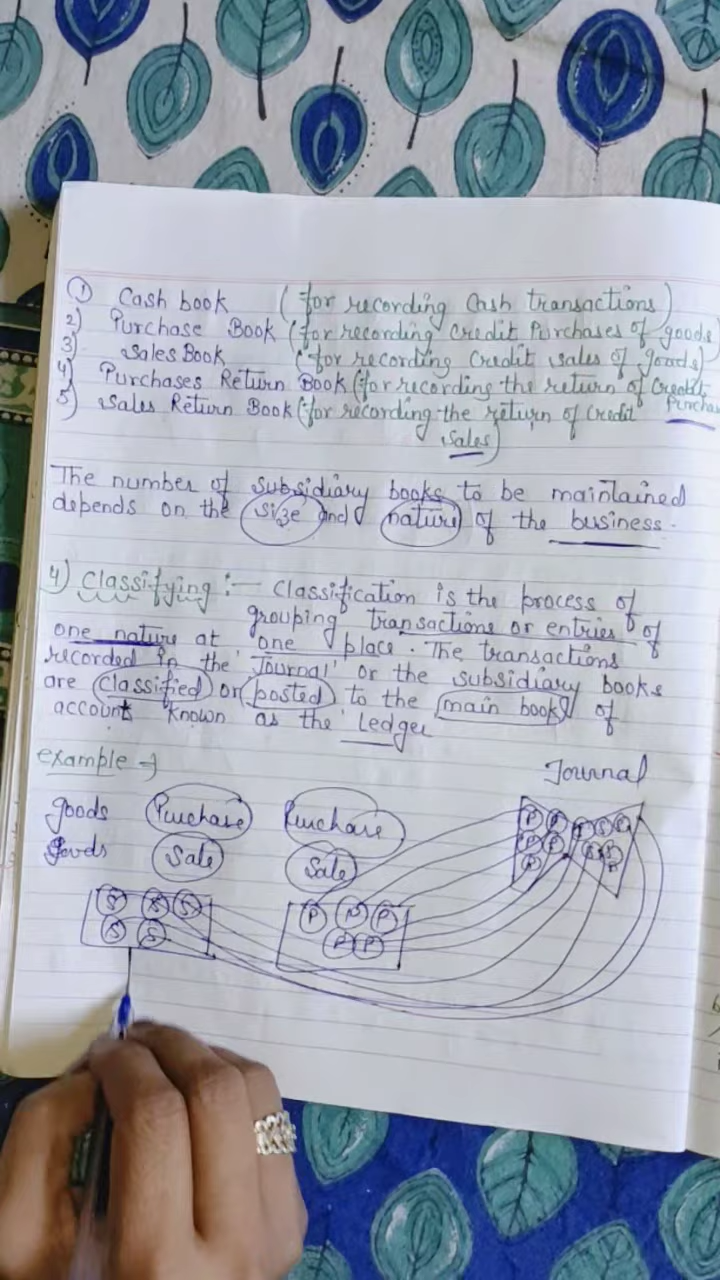 ① Cash book (for recording Cash transactions)
2) Purchase Book (for recording Credit Purchases of goods)
3) Sales Book (for recording Credit sales of goods)
4) Purchases Return Book (for recording the return of Credit
Purchas
5) Sales Return Book (for recording the return of Credit
Sales)
The number of subsidiary books to be maintained
depends on the size and nature of the business.
4) Classifying :- Classification is the process of
grouping transactions or entries of
one nature at one place. The transactions
recorded in the 'Journal' or the subsidiary books
are classified or posted to the main book of
account known as the Ledger
example →
Journal
goods Purchase Purchase
goods Sale Sale
P P P S S
P P S S
P P
S S S P P P
S S P P